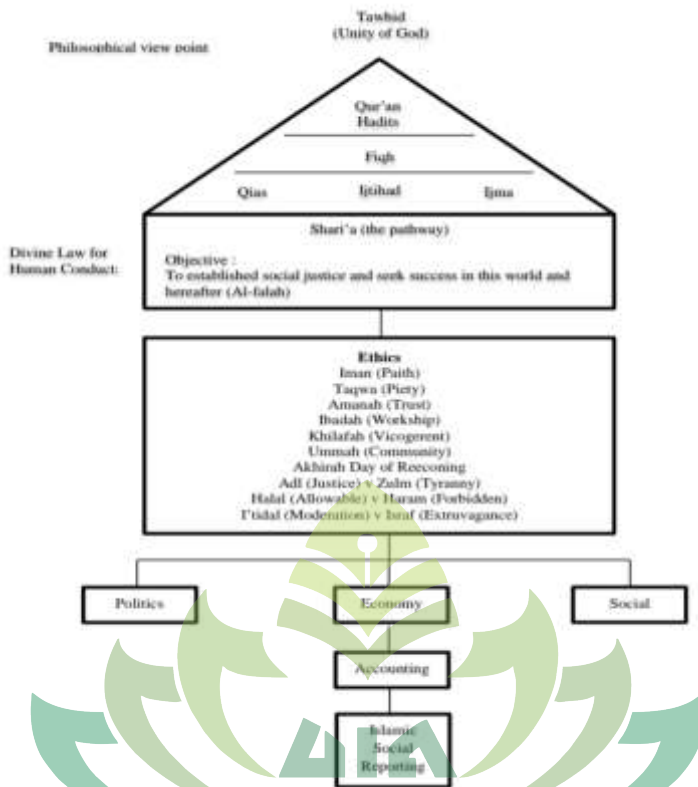 Tawhid
(Unity of God)
Philosophical view point
Qur'an
Hadits
Fiqh
Qias Ijtihad Ijma
Shari'a (the pathway)
Divine Law for
Human Conduct:
Objective :
To established social justice and seek success in this world and
hereafter (Al-falah)
Ethics
Iman (Paith)
Taqwa (Piety)
Amanah (Trust)
Ibadah (Workship)
Khilafah (Vicogerent)
Ummah (Community)
Akhirah Day of Reeconing
Adl (Justice) v Zulm (Tyranny)
Halal (Allowable) v Haram (Forbidden)
I'tidal (Moderation) v Israf (Extruvagance)
Politics Economy Social
Accounting
Islamic
Social
Reporting